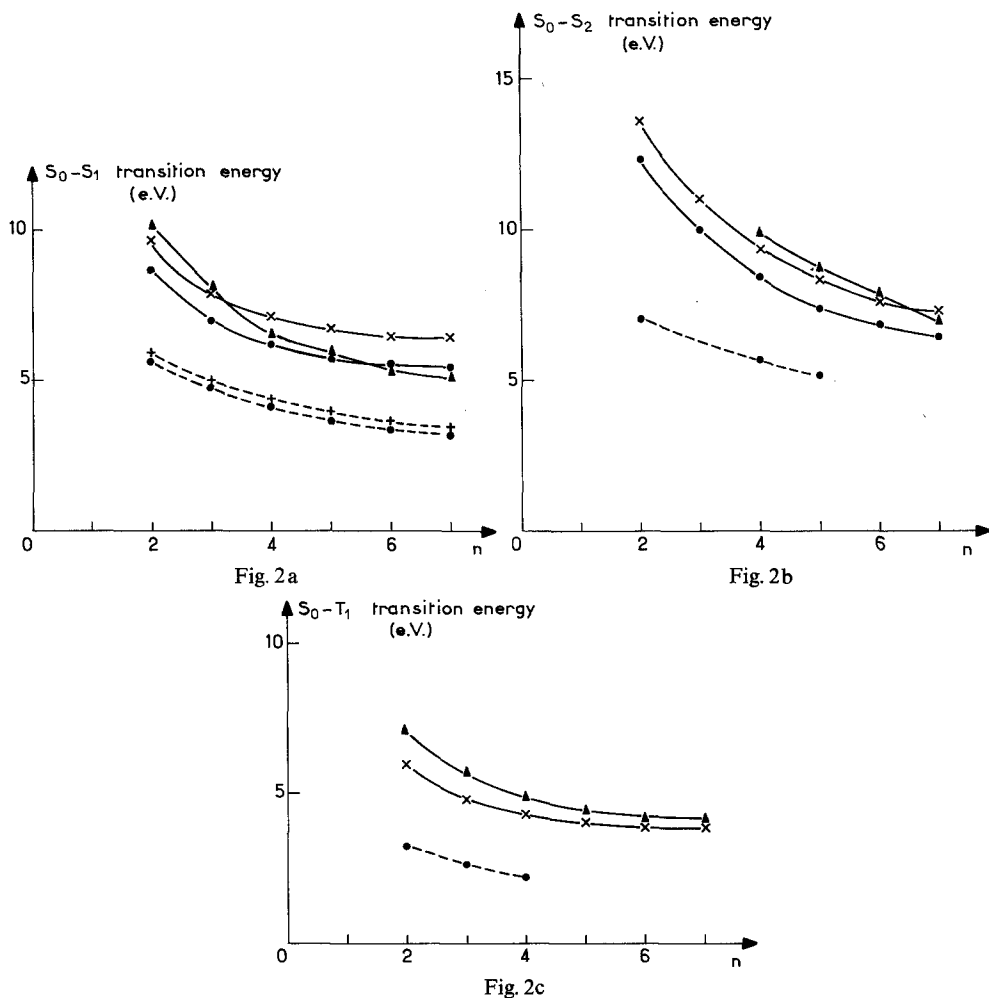 S₀–S₁ transition energy
(e.V.)
10
5
0
2
4
6
n
Fig. 2a
S₀–S₂ transition energy
(e.V.)
15
10
5
0
2
4
6
n
Fig. 2b
S₀–T₁ transition energy
(e.V.)
10
5
0
2
4
6
n
Fig. 2c